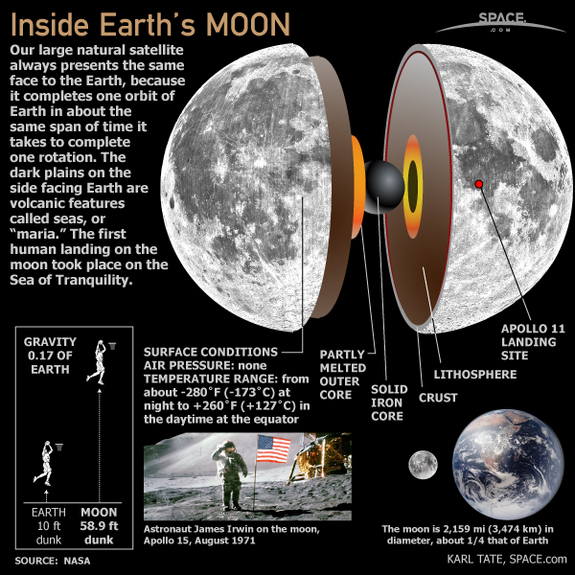 Inside Earth's MOON
SPACE.
.COM
Our large natural satellite
always presents the same
face to the Earth, because
it completes one orbit of
Earth in about the
same span of time it
takes to complete
one rotation. The
dark plains on the
side facing Earth are
volcanic features
called seas, or
“maria.” The first
human landing on the
moon took place on the
Sea of Tranquility.
APOLLO 11
LANDING
SITE
LITHOSPHERE
CRUST
SOLID
IRON
CORE
PARTLY
MELTED
OUTER
CORE
SURFACE CONDITIONS
AIR PRESSURE: none
TEMPERATURE RANGE: from
about -280˚F (-173˚C) at
night to +260˚F (+127˚C) in
the daytime at the equator
GRAVITY
0.17 OF
EARTH
EARTH
10 ft
dunk
MOON
58.9 ft
dunk
Astronaut James Irwin on the moon,
Apollo 15, August 1971
The moon is 2,159 mi (3,474 km) in
diameter, about 1/4 that of Earth
SOURCE: NASA
KARL TATE, SPACE.com